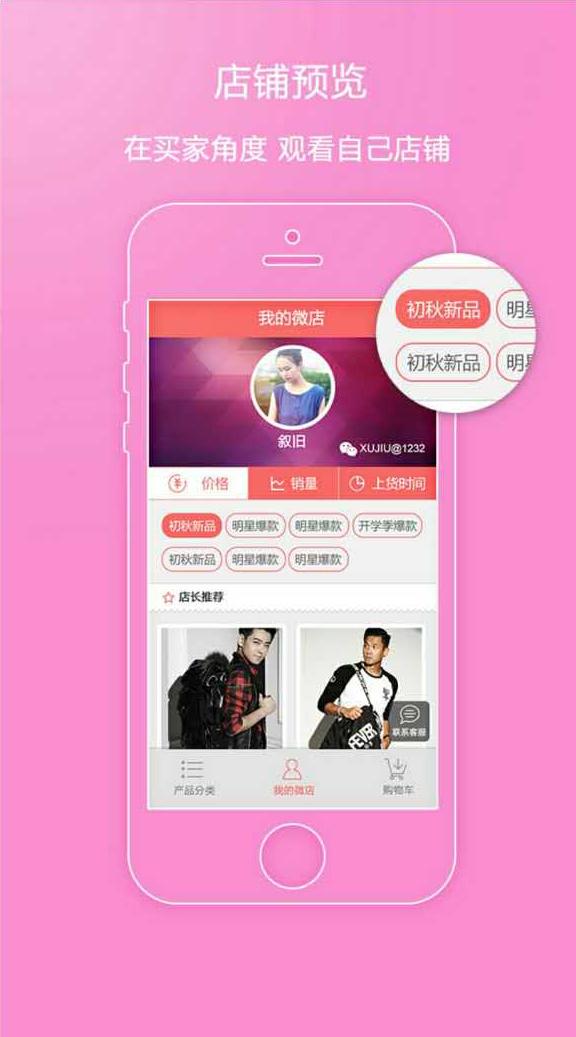 店铺预览
在买家角度 观看自己店铺
初秋新品 明星
初秋新品 明星
我的微店
叙旧
XUJIU@1232
价格 销量 上货时间
初秋新品 明星爆款 明星爆款 开学季爆款
初秋新品 明星爆款 明星爆款
店长推荐
FEVER
联系客服
产品分类 我的微店 购物车